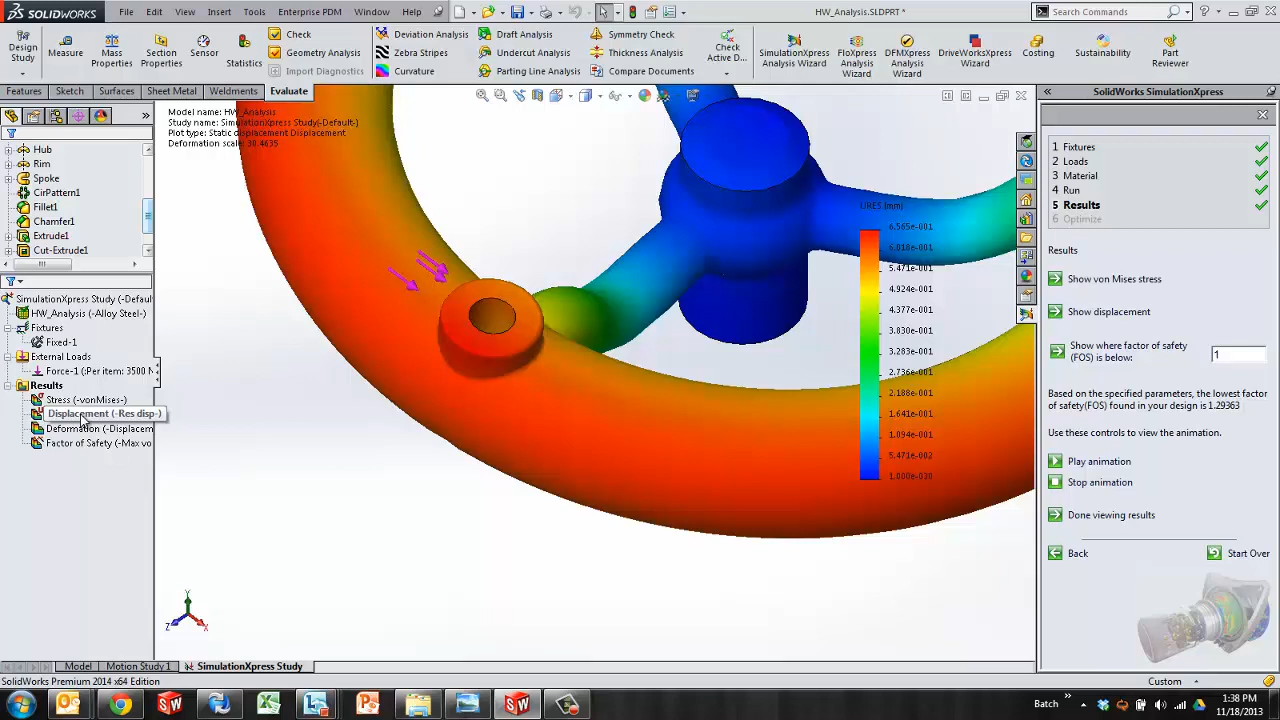 SOLIDWORKS File Edit View Insert Tools Enterprise PDM Window Help HW_Analysis.SLDPRT * Search Commands
Design Study
Measure
Mass Properties
Section Properties
Sensor
Statistics
Check
Geometry Analysis
Import Diagnostics
Deviation Analysis
Zebra Stripes
Curvature
Draft Analysis
Undercut Analysis
Parting Line Analysis
Symmetry Check
Thickness Analysis
Compare Documents
Check Active D...
SimulationXpress Analysis Wizard
FloXpress Analysis Wizard
DFMXpress Analysis Wizard
DriveWorksXpress Wizard
Costing
Sustainability
Part Reviewer
Features Sketch Surfaces Sheet Metal Weldments Evaluate
Hub
Rim
Spoke
CirPattern1
Fillet1
Chamfer1
Extrude1
Cut-Extrude1
SimulationXpress Study (-Defaul
HW_Analysis (-Alloy Steel-)
Fixtures
Fixed-1
External Loads
Force-1 (:Per item: 3500 N
Results
Stress (-vonMises-)
Displacement (-Res disp-)
Deformation (-Displacem
Factor of Safety (-Max vo
Model name: HW_Analysis
Study name: SimulationXpress Study(-Default-)
Plot type: Static displacement Displacement
Deformation scale: 30.4635
URES (mm)
6.565e-001
6.018e-001
5.471e-001
4.924e-001
4.377e-001
3.830e-001
3.283e-001
2.736e-001
2.188e-001
1.641e-001
1.094e-001
5.471e-002
1.000e-030
Y
Z
X
SolidWorks SimulationXpress
1 Fixtures
2 Loads
3 Material
4 Run
5 Results
6 Optimize
Results
Show von Mises stress
Show displacement
Show where factor of safety
(FOS) is below: 1
Based on the specified parameters, the lowest factor
of safety(FOS) found in your design is 1.29363
Use these controls to view the animation.
Play animation
Stop animation
Done viewing results
Back Start Over
Model Motion Study 1 SimulationXpress Study
SolidWorks Premium 2014 x64 Edition Custom
Batch 1:38 PM
11/18/2013